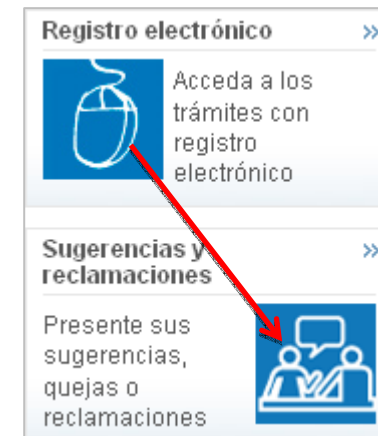 Registro electrónico »
Acceda a los
trámites con
registro
electrónico
Sugerencias y »
reclamaciones
Presente sus
sugerencias,
quejas o
reclamaciones